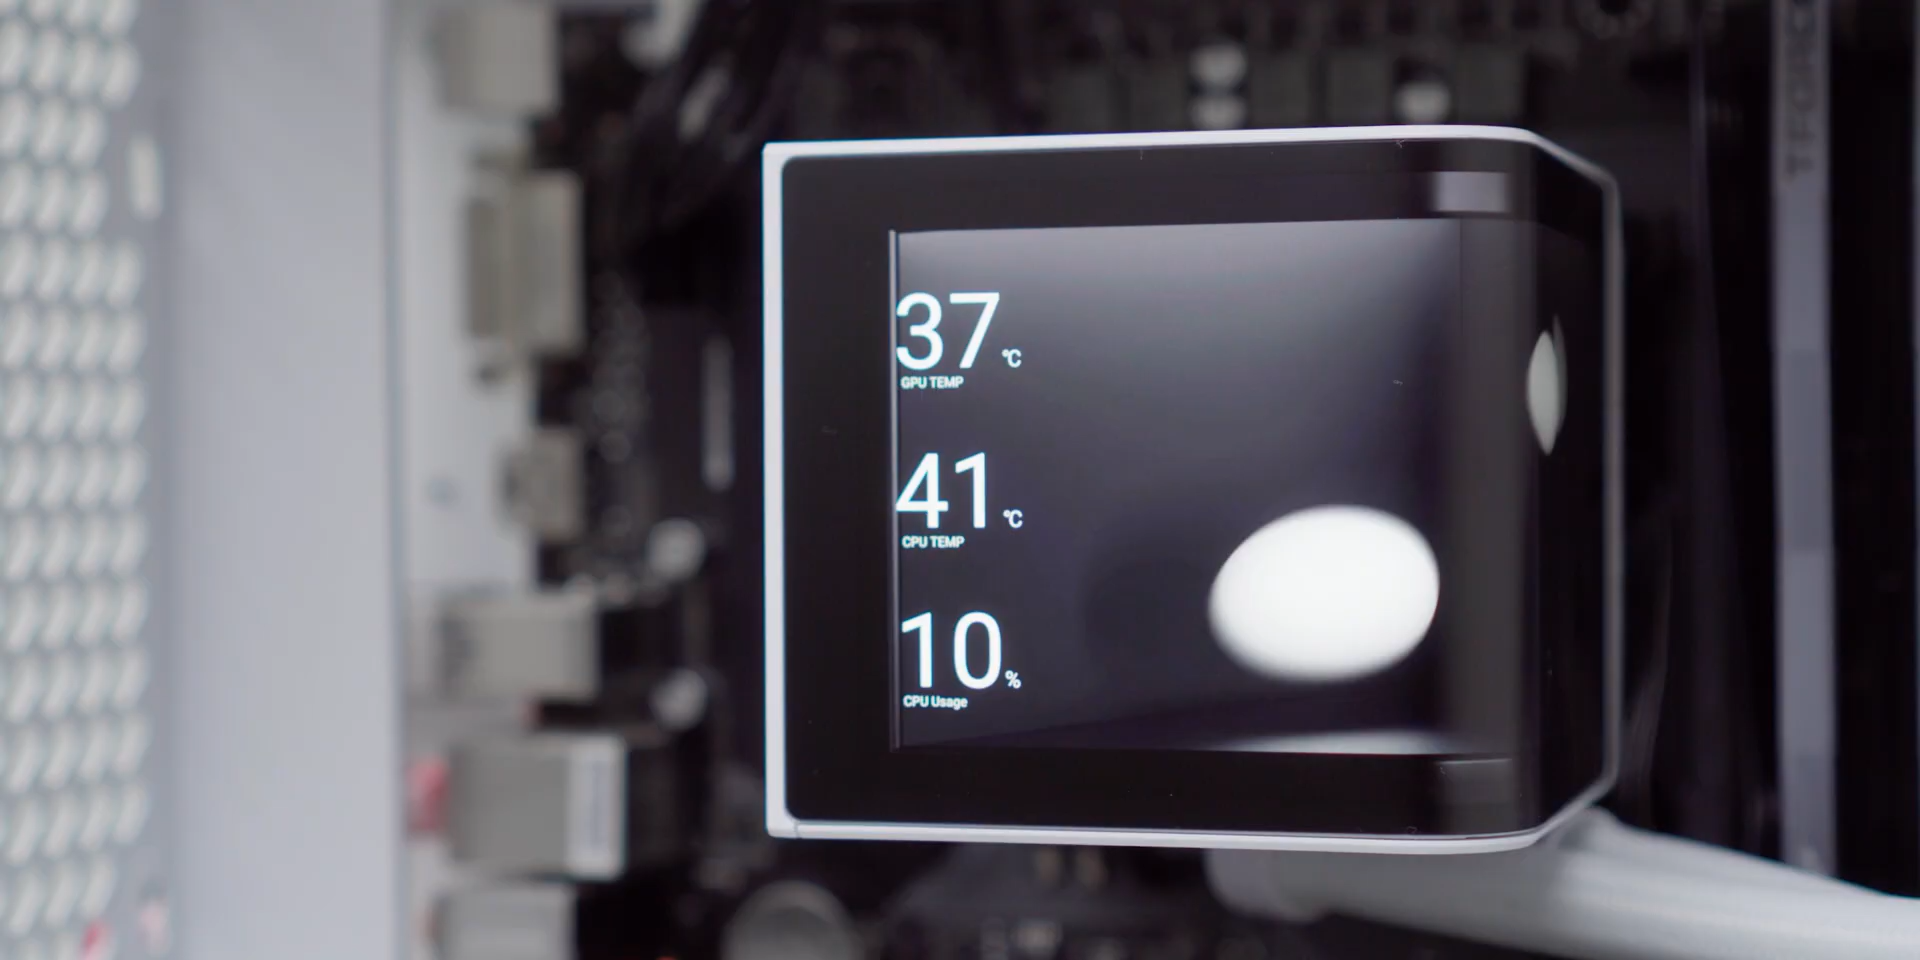 37 °C
GPU TEMP
41 °C
CPU TEMP
10 %
CPU Usage